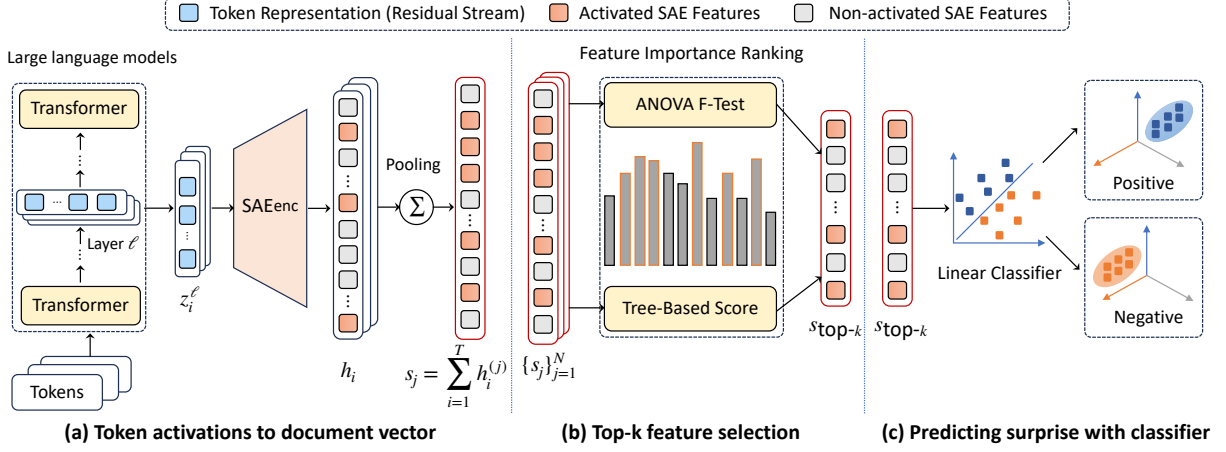 Token Representation (Residual Stream)
Activated SAE Features
Non-activated SAE Features
Large language models
Transformer
...
Layer ℓ
Transformer
Tokens
z_i^ℓ
SAEenc
h_i
Pooling
Σ
s_j = \sum_{i=1}^{T} h_i^{(j)}
(a) Token activations to document vector
Feature Importance Ranking
ANOVA F-Test
Tree-Based Score
{s_j}_{j=1}^N
s_top-k
(b) Top-k feature selection
s_top-k
Linear Classifier
Positive
Negative
(c) Predicting surprise with classifier